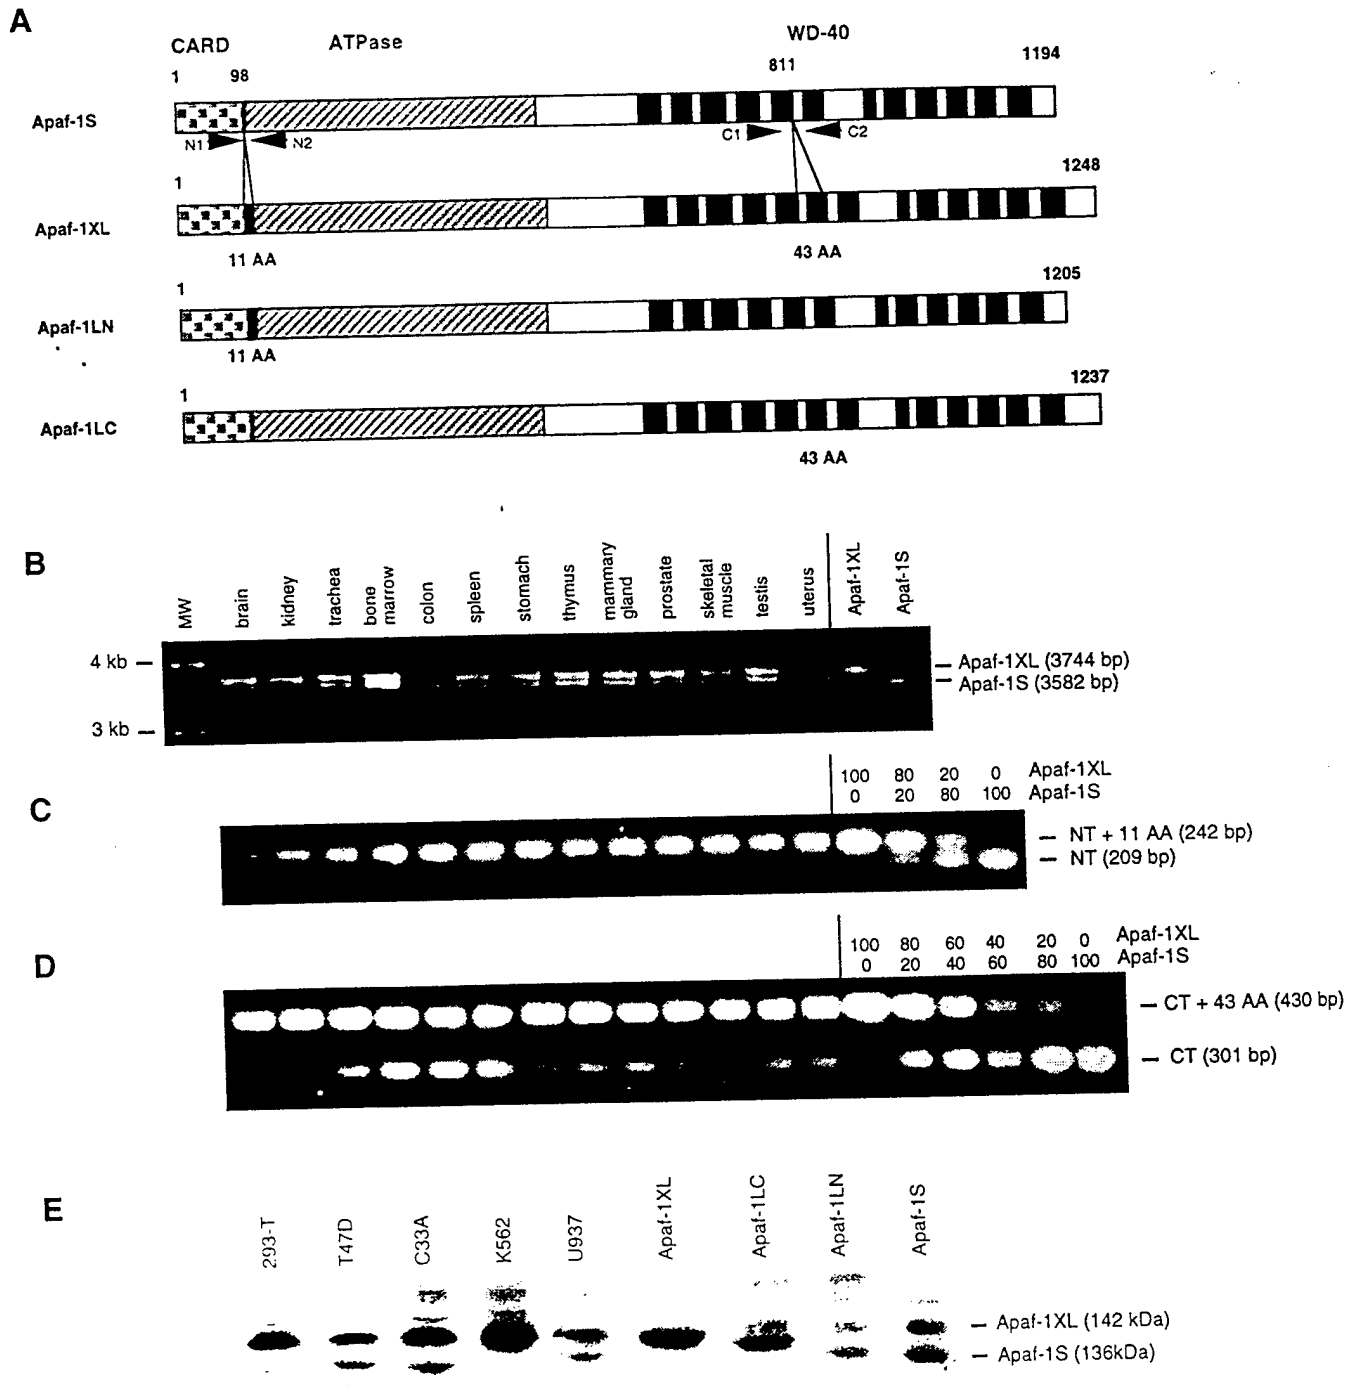 A
CARD ATPase WD-40
1 98 811 1194
Apaf-1S
N1 N2 C1 C2
1 1248
Apaf-1XL
11 AA 43 AA
1 1205
Apaf-1LN
11 AA
1 1237
Apaf-1LC
43 AA
B
MW
brain
kidney
trachea
bone
marrow
colon
spleen
stomach
thymus
mammary
gland
prostate
skeletal
muscle
testis
uterus
Apaf-1XL
Apaf-1S
4 kb
Apaf-1XL (3744 bp)
Apaf-1S (3582 bp)
3 kb
C
100 80 20 0 Apaf-1XL
0 20 80 100 Apaf-1S
NT + 11 AA (242 bp)
NT (209 bp)
D
100 80 60 40 20 0 Apaf-1XL
0 20 40 60 80 100 Apaf-1S
CT + 43 AA (430 bp)
CT (301 bp)
E
293-T
T47D
C33A
K562
U937
Apaf-1XL
Apaf-1LC
Apaf-1LN
Apaf-1S
Apaf-1XL (142 kDa)
Apaf-1S (136kDa)